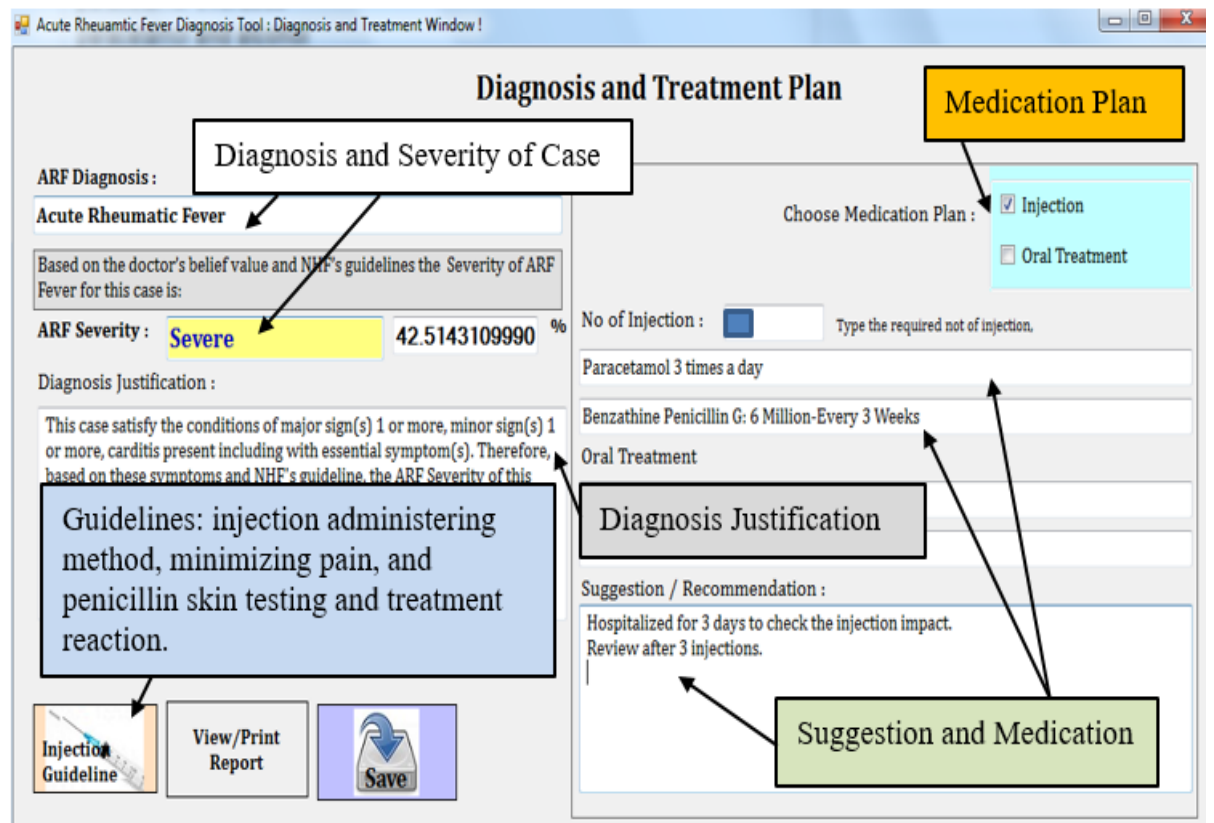 Acute Rheuamtic Fever Diagnosis Tool : Diagnosis and Treatment Window !
Diagnosis and Treatment Plan
Medication Plan
Diagnosis and Severity of Case
ARF Diagnosis :
Acute Rheumatic Fever
Based on the doctor's belief value and NHF's guidelines the Severity of ARF
Fever for this case is:
ARF Severity :
Severe
42.5143109990 %
Diagnosis Justification :
This case satisfy the conditions of major sign(s) 1 or more, minor sign(s) 1
or more, carditis present including with essential symptom(s). Therefore,
based on these symptoms and NHF's guideline, the ARF Severity of this
Guidelines: injection administering
method, minimizing pain, and
penicillin skin testing and treatment
reaction.
Injection
Guideline
View/Print
Report
Save
Choose Medication Plan :
Injection
Oral Treatment
No of Injection :
Type the required not of injection,
Paracetamol 3 times a day
Benzathine Penicillin G: 6 Million-Every 3 Weeks
Oral Treatment
Diagnosis Justification
Suggestion / Recommendation :
Hospitalized for 3 days to check the injection impact.
Review after 3 injections.
Suggestion and Medication